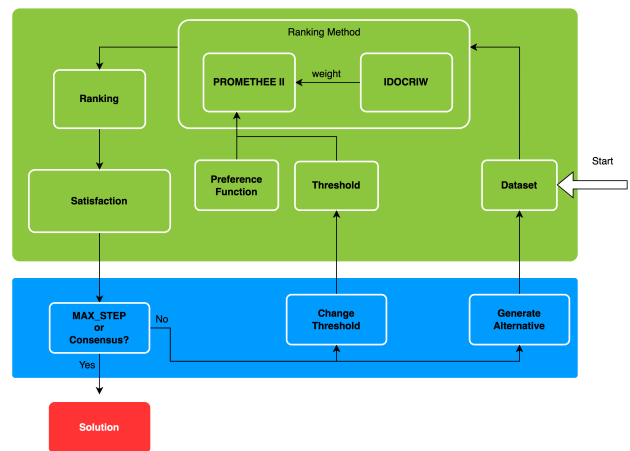 Ranking Method
PROMETHEE II
weight
IDOCRIW
Ranking
Start
Preference
Function
Threshold
Dataset
Satisfaction
MAX_STEP
or
Consensus?
No
Change
Threshold
Generate
Alternative
Yes
Solution